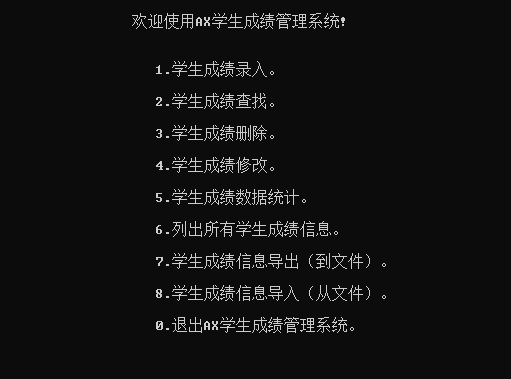 欢迎使用AX学生成绩管理系统!
1.学生成绩录入。
2.学生成绩查找。
3.学生成绩删除。
4.学生成绩修改。
5.学生成绩数据统计。
6.列出所有学生成绩信息。
7.学生成绩信息导出（到文件）。
8.学生成绩信息导入（从文件）。
0.退出AX学生成绩管理系统。